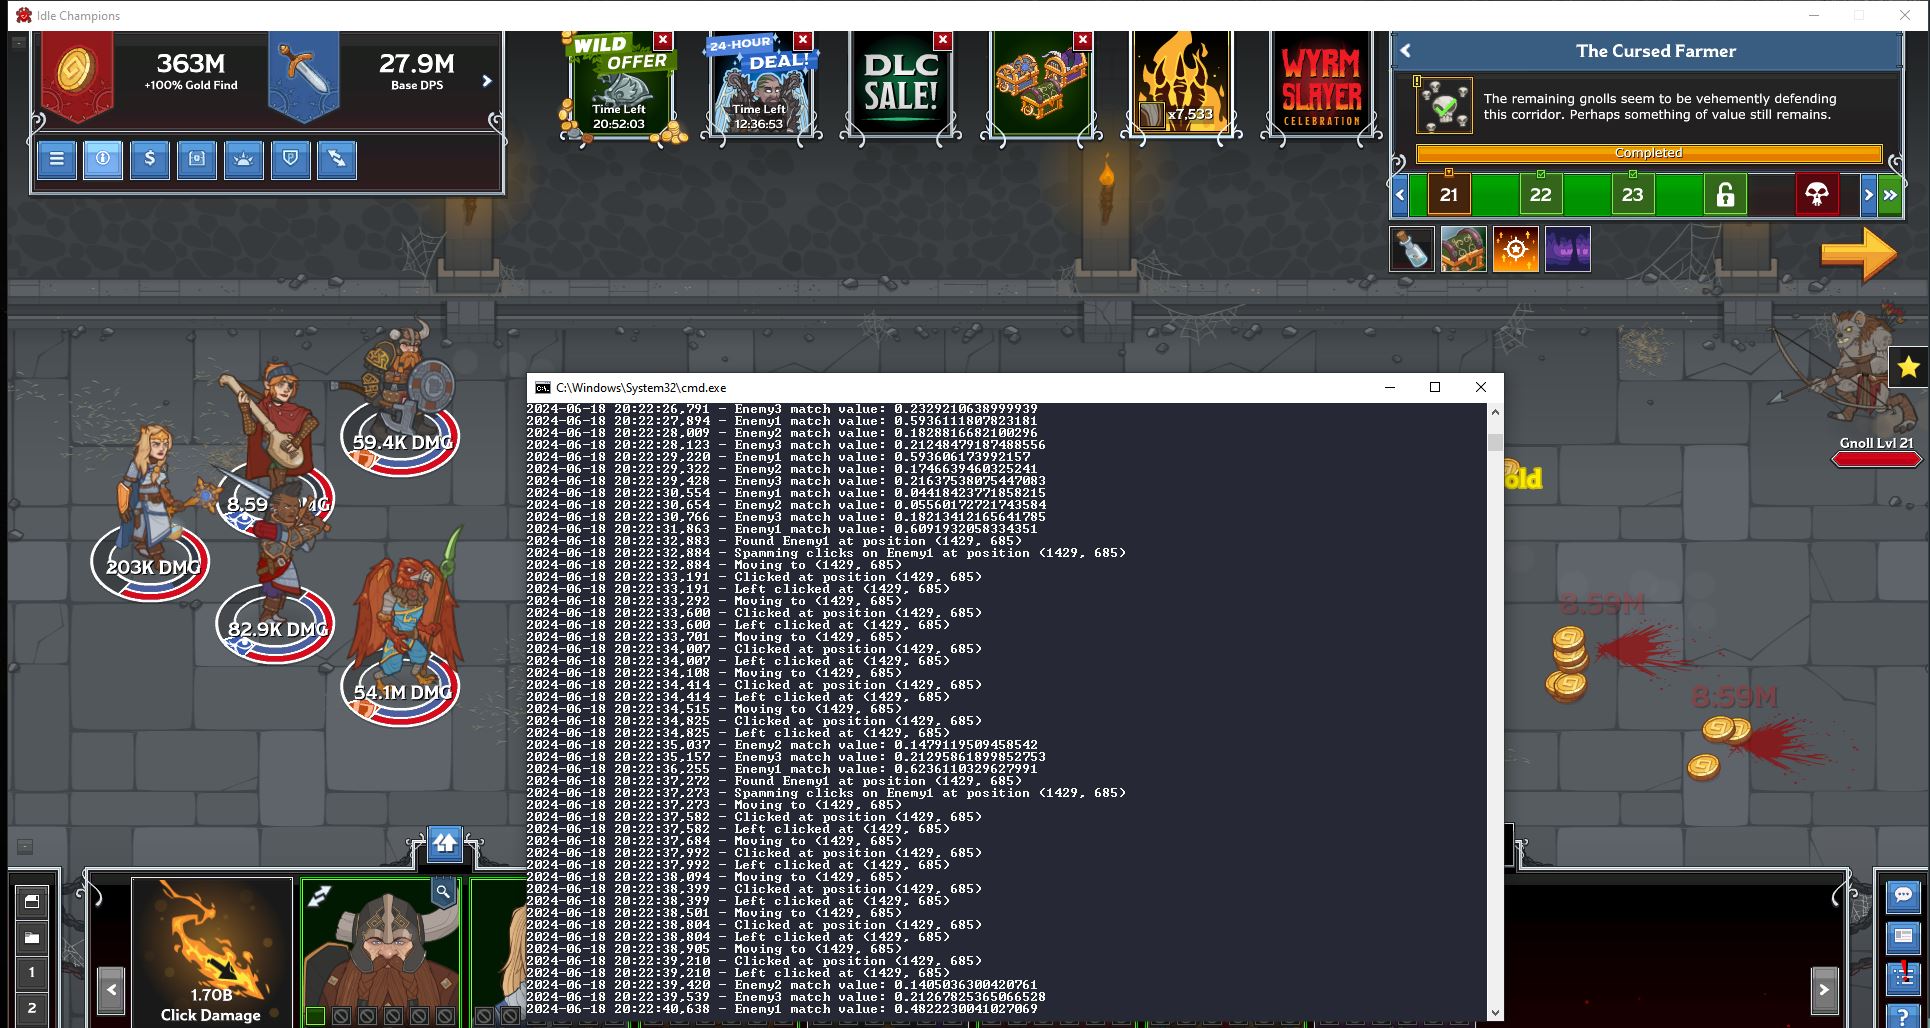 Idle Champions
363M
+100% Gold Find
27.9M
Base DPS
WILD
OFFER
Time Left
20:52:03
24-HOUR
DEAL!
Time Left
12:36:53
DLC
SALE!
x7,533
WYRM
SLAYER
CELEBRATION
The Cursed Farmer
The remaining gnolls seem to be vehemently defending
this corridor. Perhaps something of value still remains.
Completed
21
22
23
59.4K DMG
203K DMG
82.9K DMG
54.1M DMG
Gnoll Lvl 21
8.59M
8.59M
C:\Windows\System32\cmd.exe
2024-06-18 20:22:26,791 - Enemy3 match value: 0.2329210638999939
2024-06-18 20:22:27,894 - Enemy1 match value: 0.5936111807823181
2024-06-18 20:22:28,009 - Enemy2 match value: 0.1828816682100296
2024-06-18 20:22:28,123 - Enemy3 match value: 0.21248479187488556
2024-06-18 20:22:29,220 - Enemy1 match value: 0.593606173992157
2024-06-18 20:22:29,322 - Enemy2 match value: 0.1746639460325241
2024-06-18 20:22:29,428 - Enemy3 match value: 0.21637538075447083
2024-06-18 20:22:30,554 - Enemy1 match value: 0.044184237718582​15
2024-06-18 20:22:30,654 - Enemy2 match value: 0.05560172721743584
2024-06-18 20:22:30,766 - Enemy3 match value: 0.18213412165641785
2024-06-18 20:22:31,863 - Enemy1 match value: 0.6091932058334351
2024-06-18 20:22:32,883 - Found Enemy1 at position (1429, 685)
2024-06-18 20:22:32,884 - Spamming clicks on Enemy1 at position (1429, 685)
2024-06-18 20:22:32,884 - Moving to (1429, 685)
2024-06-18 20:22:33,191 - Clicked at position (1429, 685)
2024-06-18 20:22:33,191 - Left clicked at (1429, 685)
2024-06-18 20:22:33,292 - Moving to (1429, 685)
2024-06-18 20:22:33,600 - Clicked at position (1429, 685)
2024-06-18 20:22:33,600 - Left clicked at (1429, 685)
2024-06-18 20:22:33,701 - Moving to (1429, 685)
2024-06-18 20:22:34,007 - Clicked at position (1429, 685)
2024-06-18 20:22:34,007 - Left clicked at (1429, 685)
2024-06-18 20:22:34,108 - Moving to (1429, 685)
2024-06-18 20:22:34,414 - Clicked at position (1429, 685)
2024-06-18 20:22:34,414 - Left clicked at (1429, 685)
2024-06-18 20:22:34,515 - Moving to (1429, 685)
2024-06-18 20:22:34,825 - Clicked at position (1429, 685)
2024-06-18 20:22:34,825 - Left clicked at (1429, 685)
2024-06-18 20:22:35,037 - Enemy2 match value: 0.1479119509458542
2024-06-18 20:22:35,157 - Enemy3 match value: 0.21295861899852753
2024-06-18 20:22:36,255 - Enemy1 match value: 0.6236110329627991
2024-06-18 20:22:37,272 - Found Enemy1 at position (1429, 685)
2024-06-18 20:22:37,273 - Spamming clicks on Enemy1 at position (1429, 685)
2024-06-18 20:22:37,273 - Moving to (1429, 685)
2024-06-18 20:22:37,582 - Clicked at position (1429, 685)
2024-06-18 20:22:37,582 - Left clicked at (1429, 685)
2024-06-18 20:22:37,684 - Moving to (1429, 685)
2024-06-18 20:22:37,992 - Clicked at position (1429, 685)
2024-06-18 20:22:37,992 - Left clicked at (1429, 685)
2024-06-18 20:22:38,094 - Moving to (1429, 685)
2024-06-18 20:22:38,399 - Clicked at position (1429, 685)
2024-06-18 20:22:38,399 - Left clicked at (1429, 685)
2024-06-18 20:22:38,501 - Moving to (1429, 685)
2024-06-18 20:22:38,804 - Clicked at position (1429, 685)
2024-06-18 20:22:38,804 - Left clicked at (1429, 685)
2024-06-18 20:22:38,905 - Moving to (1429, 685)
2024-06-18 20:22:39,210 - Clicked at position (1429, 685)
2024-06-18 20:22:39,210 - Left clicked at (1429, 685)
2024-06-18 20:22:39,420 - Enemy2 match value: 0.1405036300420761
2024-06-18 20:22:39,539 - Enemy3 match value: 0.21267825365066528
2024-06-18 20:22:40,638 - Enemy1 match value: 0.4822230041027069
1
2
1.70B
Click Damage